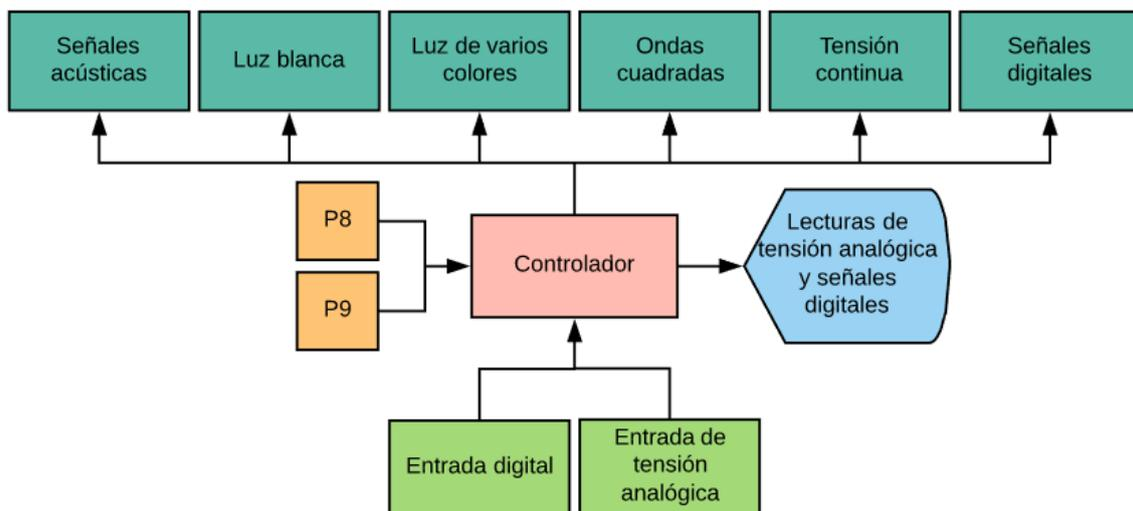 Señales
acústicas
Luz blanca
Luz de varios
colores
Ondas
cuadradas
Tensión
continua
Señales
digitales
P8
P9
Controlador
Lecturas de
tensión analógica
y señales
digitales
Entrada digital
Entrada de
tensión
analógica